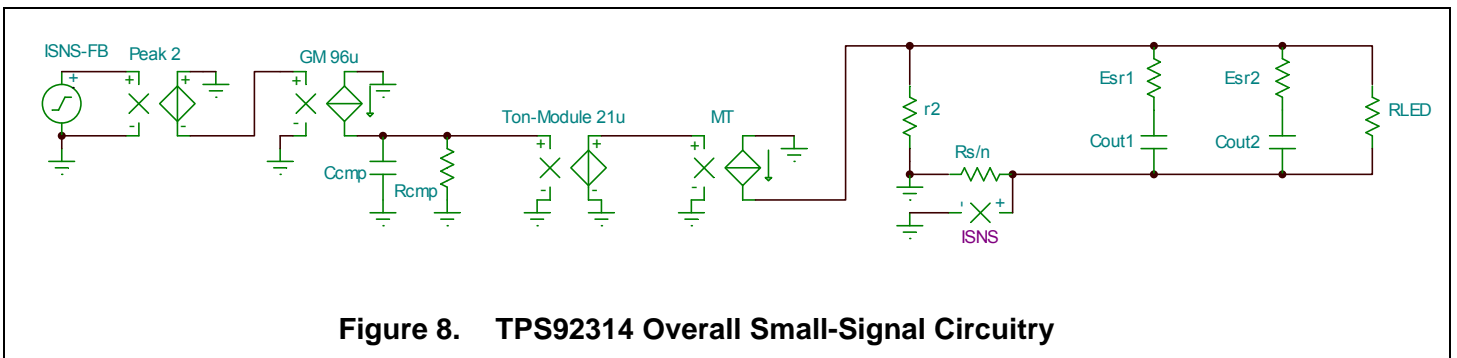 ISNS-FB
Peak 2
GM 96u
Ccmp
Rcmp
Ton-Module 21u
MT
r2
Rs/n
ISNS
Esr1
Cout1
Esr2
Cout2
RLED
Figure 8. TPS92314 Overall Small-Signal Circuitry